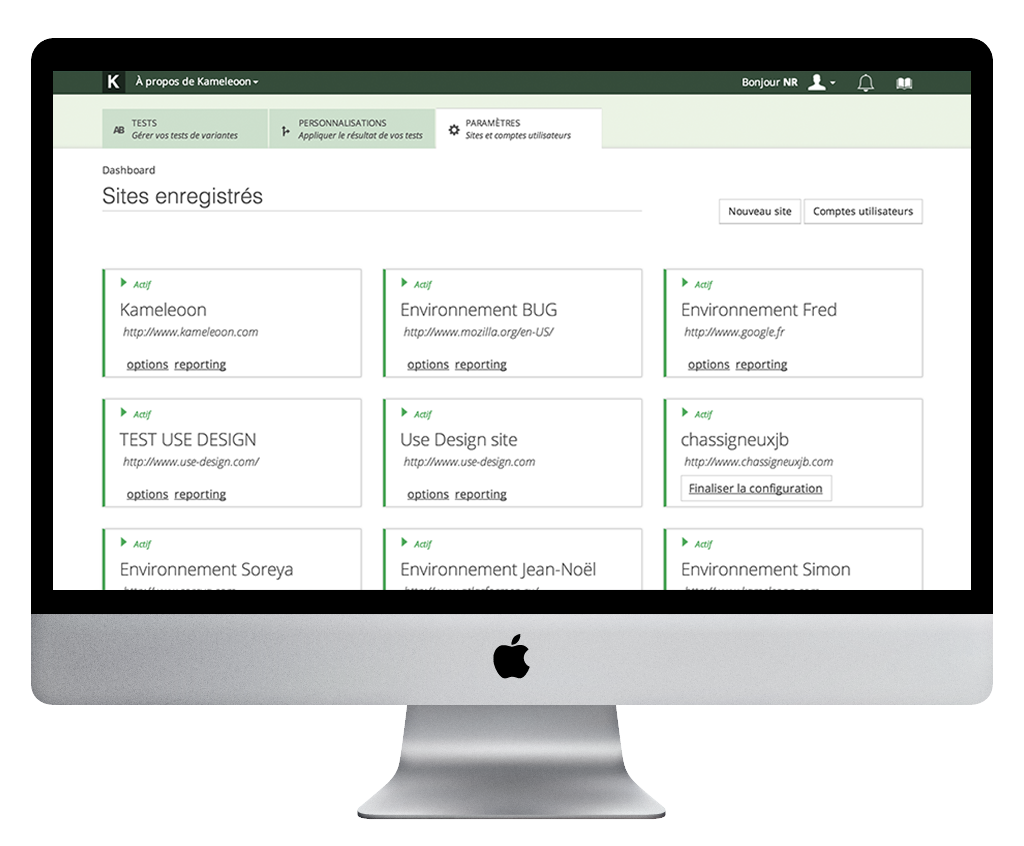 K À propos de Kameleoon
Bonjour NR
AB TESTS
Gérer vos tests de variantes
PERSONNALISATIONS
Appliquer le résultat de vos tests
PARAMÈTRES
Sites et comptes utilisateurs
Dashboard
Sites enregistrés
Nouveau site
Comptes utilisateurs
Actif
Kameleoon
http://www.kameleoon.com
options reporting
Actif
Environnement BUG
http://www.mozilla.org/en-US/
options reporting
Actif
Environnement Fred
http://www.google.fr
options reporting
Actif
TEST USE DESIGN
http://www.use-design.com/
options reporting
Actif
Use Design site
http://www.use-design.com
options reporting
Actif
chassigneuxjb
http://www.chassigneuxjb.com
Finaliser la configuration
Actif
Environnement Soreya
Actif
Environnement Jean-Noël
Actif
Environnement Simon